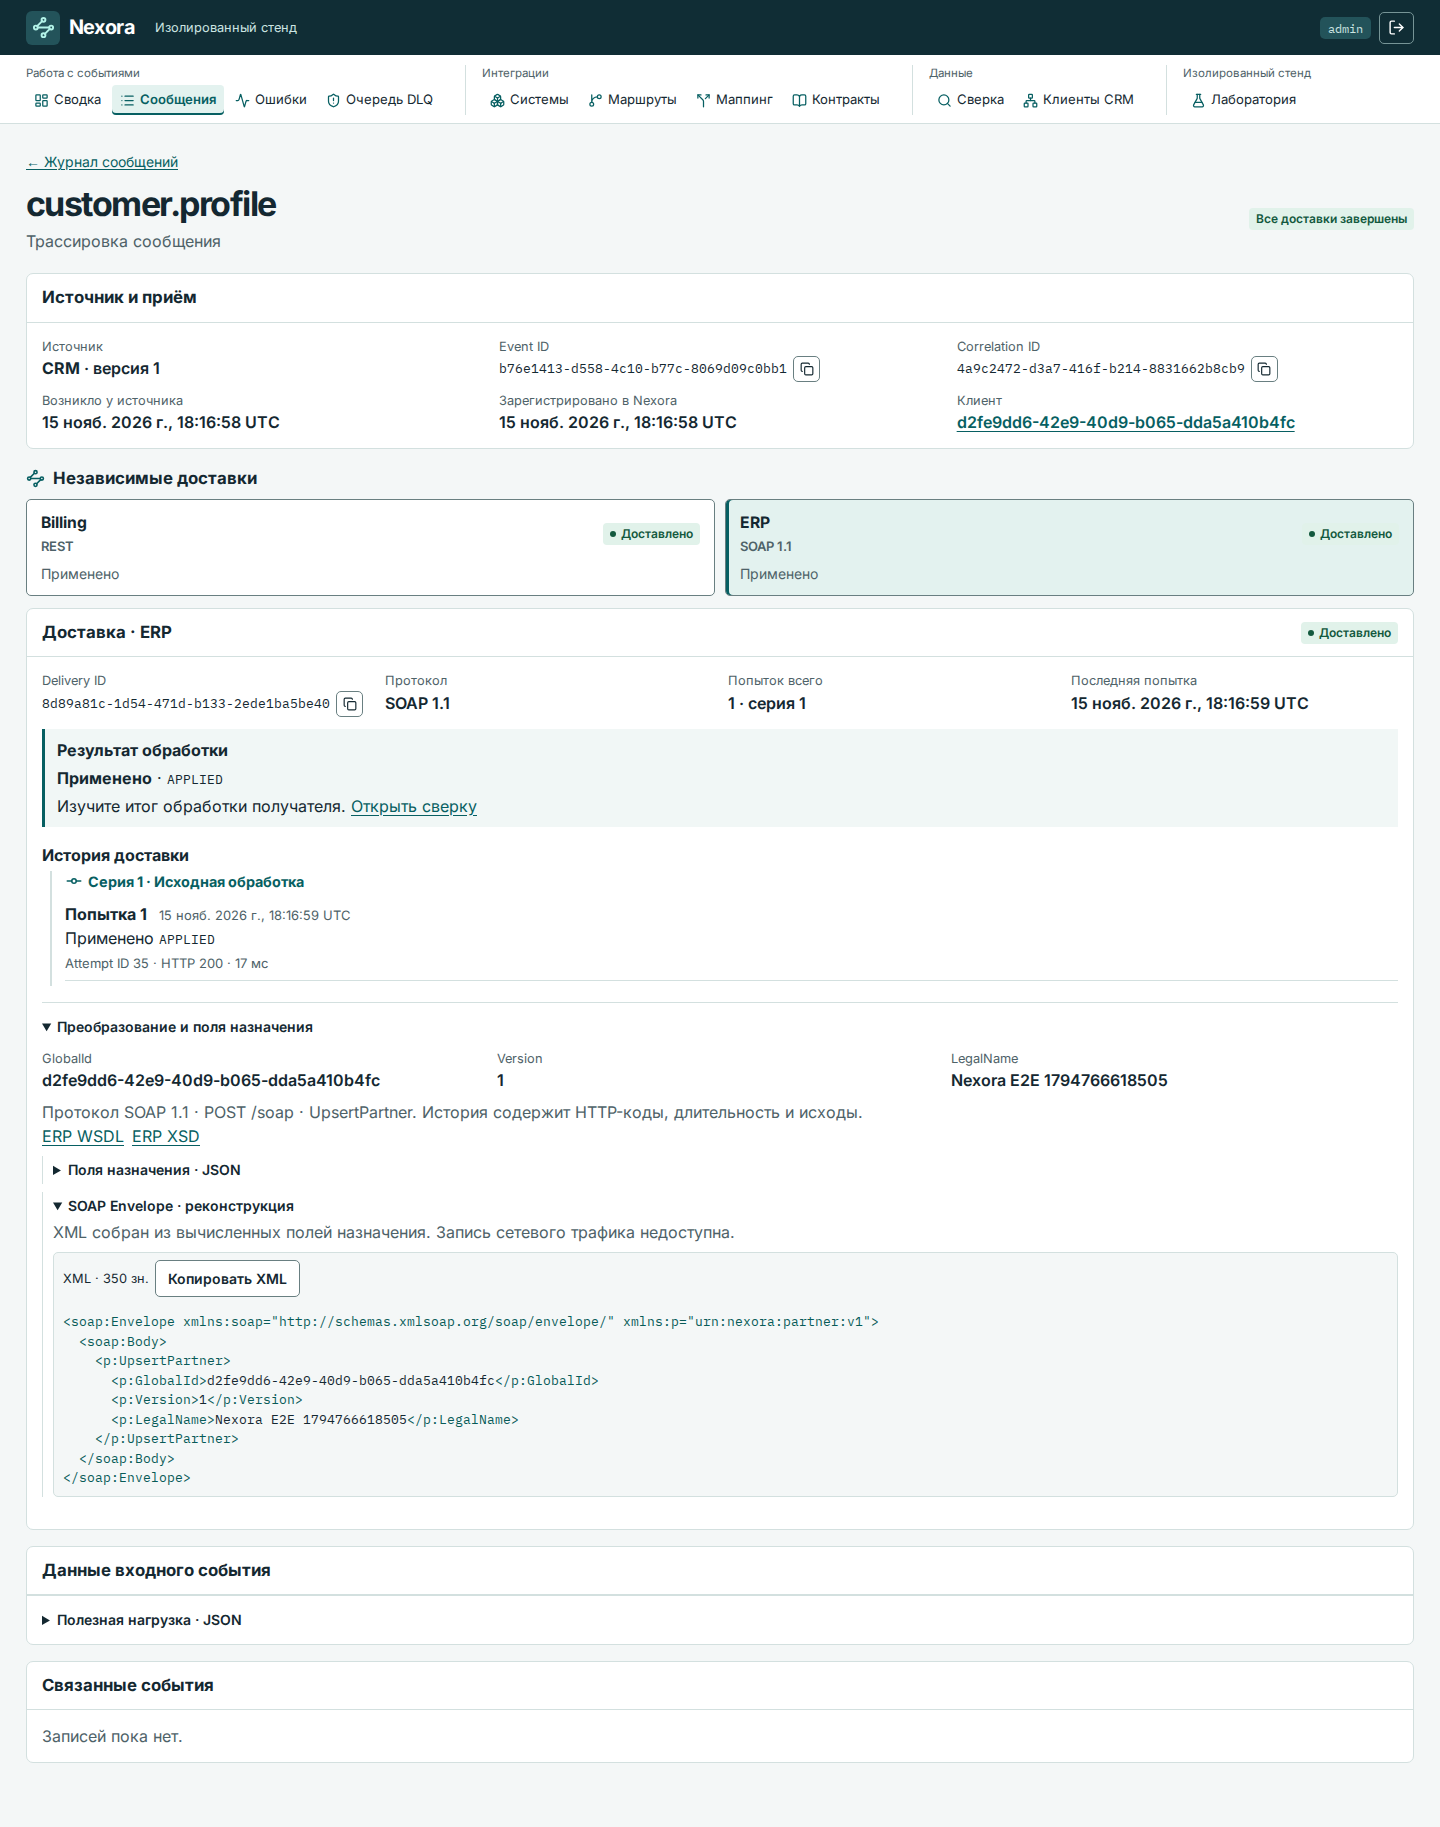 Nexora
Изолированный стенд
admin
Работа с событиями
Сводка
Сообщения
Ошибки
Очередь DLQ
Интеграции
Системы
Маршруты
Маппинг
Контракты
Данные
Сверка
Клиенты CRM
Изолированный стенд
Лаборатория
← Журнал сообщений
customer.profile
Трассировка сообщения
Все доставки завершены
Источник и приём
Источник
CRM · версия 1
Event ID
b76e1413-d558-4c10-b77c-8069d09c0bb1
Correlation ID
4a9c2472-d3a7-416f-b214-8831662b8cb9
Возникло у источника
15 нояб. 2026 г., 18:16:58 UTC
Зарегистрировано в Nexora
15 нояб. 2026 г., 18:16:58 UTC
Клиент
d2fe9dd6-42e9-40d9-b065-dda5a410b4fc
Независимые доставки
Billing
REST
Применено
Доставлено
ERP
SOAP 1.1
Применено
Доставлено
Доставка · ERP
Доставлено
Delivery ID
8d89a81c-1d54-471d-b133-2ede1ba5be40
Протокол
SOAP 1.1
Попыток всего
1 · серия 1
Последняя попытка
15 нояб. 2026 г., 18:16:59 UTC
Результат обработки
Применено · APPLIED
Изучите итог обработки получателя. Открыть сверку
История доставки
Серия 1 · Исходная обработка
Попытка 1 15 нояб. 2026 г., 18:16:59 UTC
Применено APPLIED
Attempt ID 35 · HTTP 200 · 17 мс
▼ Преобразование и поля назначения
GlobalId
d2fe9dd6-42e9-40d9-b065-dda5a410b4fc
Version
1
LegalName
Nexora E2E 1794766618505
Протокол SOAP 1.1 · POST /soap · UpsertPartner. История содержит HTTP-коды, длительность и исходы.
ERP WSDL ERP XSD
▶ Поля назначения · JSON
▼ SOAP Envelope · реконструкция
XML собран из вычисленных полей назначения. Запись сетевого трафика недоступна.
XML · 350 зн. Копировать XML
<soap:Envelope xmlns:soap="http://schemas.xmlsoap.org/soap/envelope/" xmlns:p="urn:nexora:partner:v1">
  <soap:Body>
    <p:UpsertPartner>
      <p:GlobalId>d2fe9dd6-42e9-40d9-b065-dda5a410b4fc</p:GlobalId>
      <p:Version>1</p:Version>
      <p:LegalName>Nexora E2E 1794766618505</p:LegalName>
    </p:UpsertPartner>
  </soap:Body>
</soap:Envelope>
Данные входного события
▶ Полезная нагрузка · JSON
Связанные события
Записей пока нет.